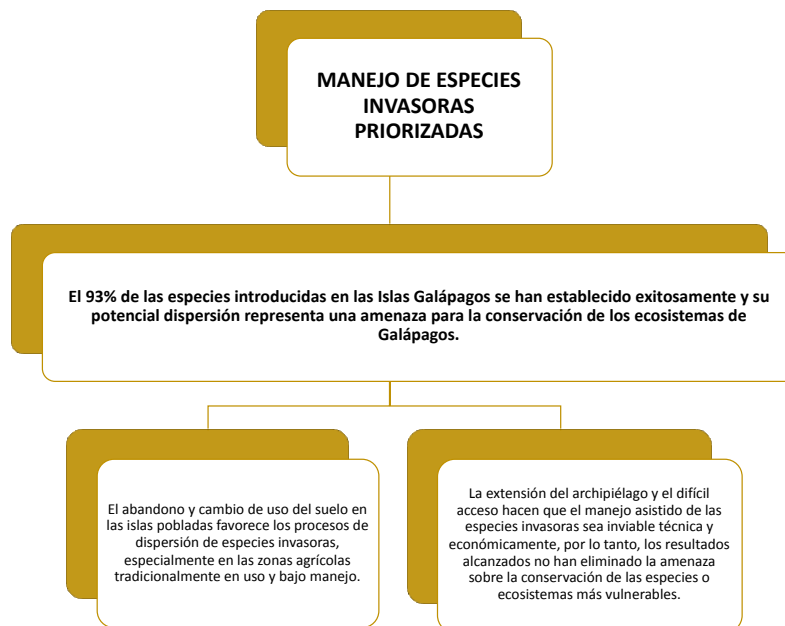 MANEJO DE ESPECIES
INVASORAS
PRIORIZADAS
El 93% de las especies introducidas en las Islas Galápagos se han establecido exitosamente y su
potencial dispersión representa una amenaza para la conservación de los ecosistemas de
Galápagos.
El abandono y cambio de uso del suelo en
las islas pobladas favorece los procesos de
dispersión de especies invasoras,
especialmente en las zonas agrícolas
tradicionalmente en uso y bajo manejo.
La extensión del archipiélago y el difícil
acceso hacen que el manejo asistido de las
especies invasoras sea inviable técnica y
económicamente, por lo tanto, los resultados
alcanzados no han eliminado la amenaza
sobre la conservación de las especies o
ecosistemas más vulnerables.